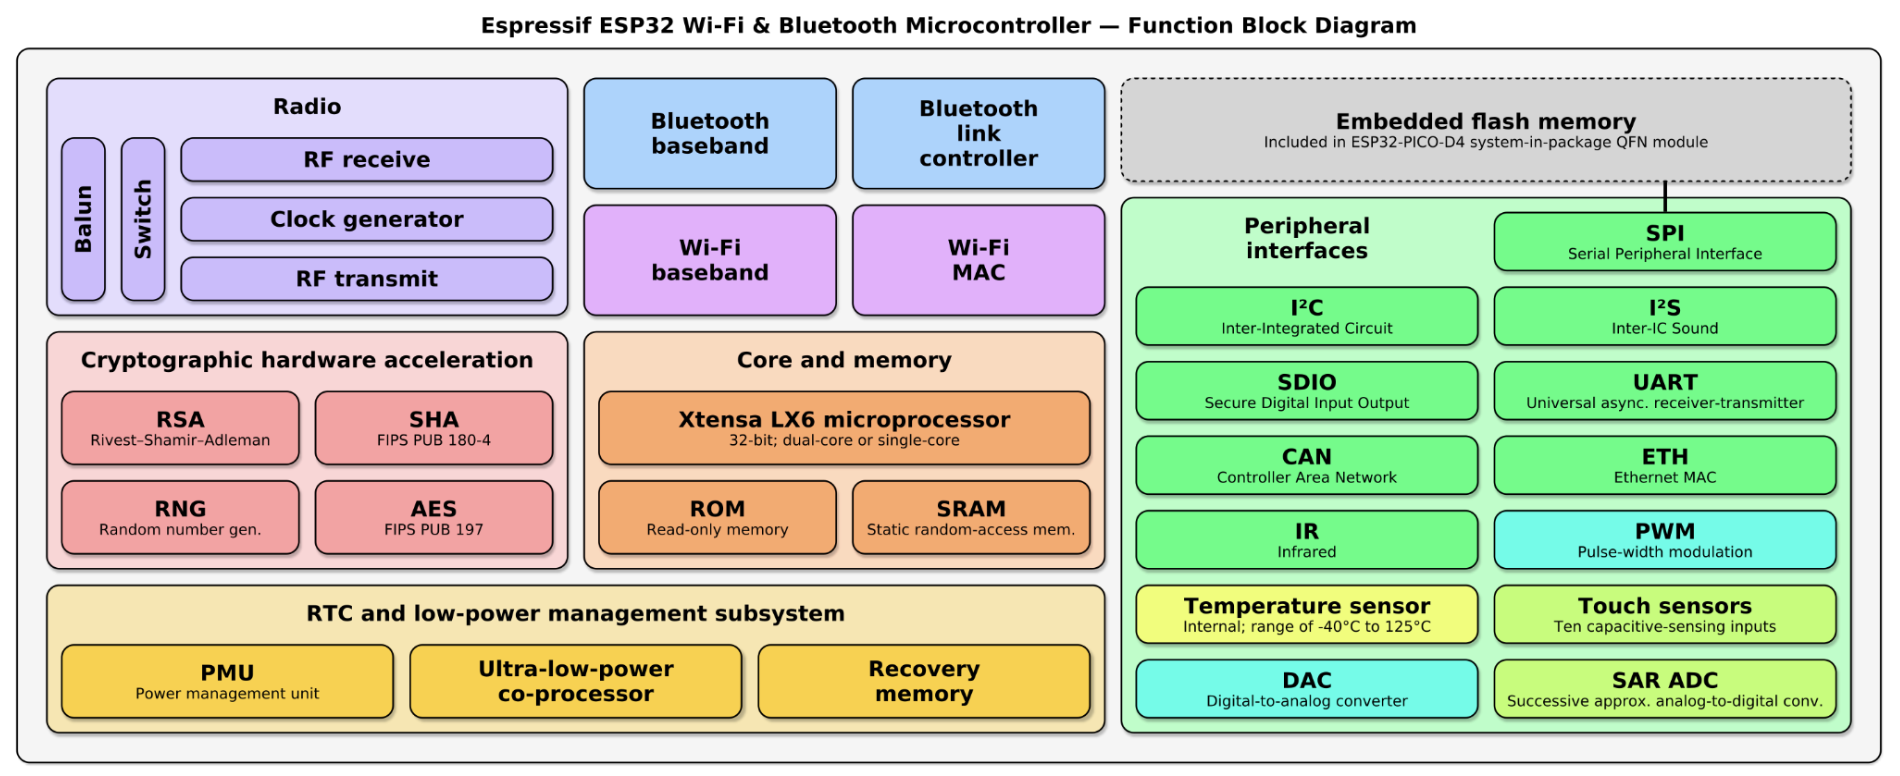 Espressif ESP32 Wi-Fi & Bluetooth Microcontroller — Function Block Diagram
Radio
Balun
Switch
RF receive
Clock generator
RF transmit
Bluetooth
baseband
Bluetooth
link
controller
Wi-Fi
baseband
Wi-Fi
MAC
Embedded flash memory
Included in ESP32-PICO-D4 system-in-package QFN module
Cryptographic hardware acceleration
RSA
Rivest–Shamir–Adleman
SHA
FIPS PUB 180-4
RNG
Random number gen.
AES
FIPS PUB 197
Core and memory
Xtensa LX6 microprocessor
32-bit; dual-core or single-core
ROM
Read-only memory
SRAM
Static random-access mem.
RTC and low-power management subsystem
PMU
Power management unit
Ultra-low-power
co-processor
Recovery
memory
Peripheral
interfaces
SPI
Serial Peripheral Interface
I²C
Inter-Integrated Circuit
I²S
Inter-IC Sound
SDIO
Secure Digital Input Output
UART
Universal async. receiver-transmitter
CAN
Controller Area Network
ETH
Ethernet MAC
IR
Infrared
PWM
Pulse-width modulation
Temperature sensor
Internal; range of -40°C to 125°C
Touch sensors
Ten capacitive-sensing inputs
DAC
Digital-to-analog converter
SAR ADC
Successive approx. analog-to-digital conv.